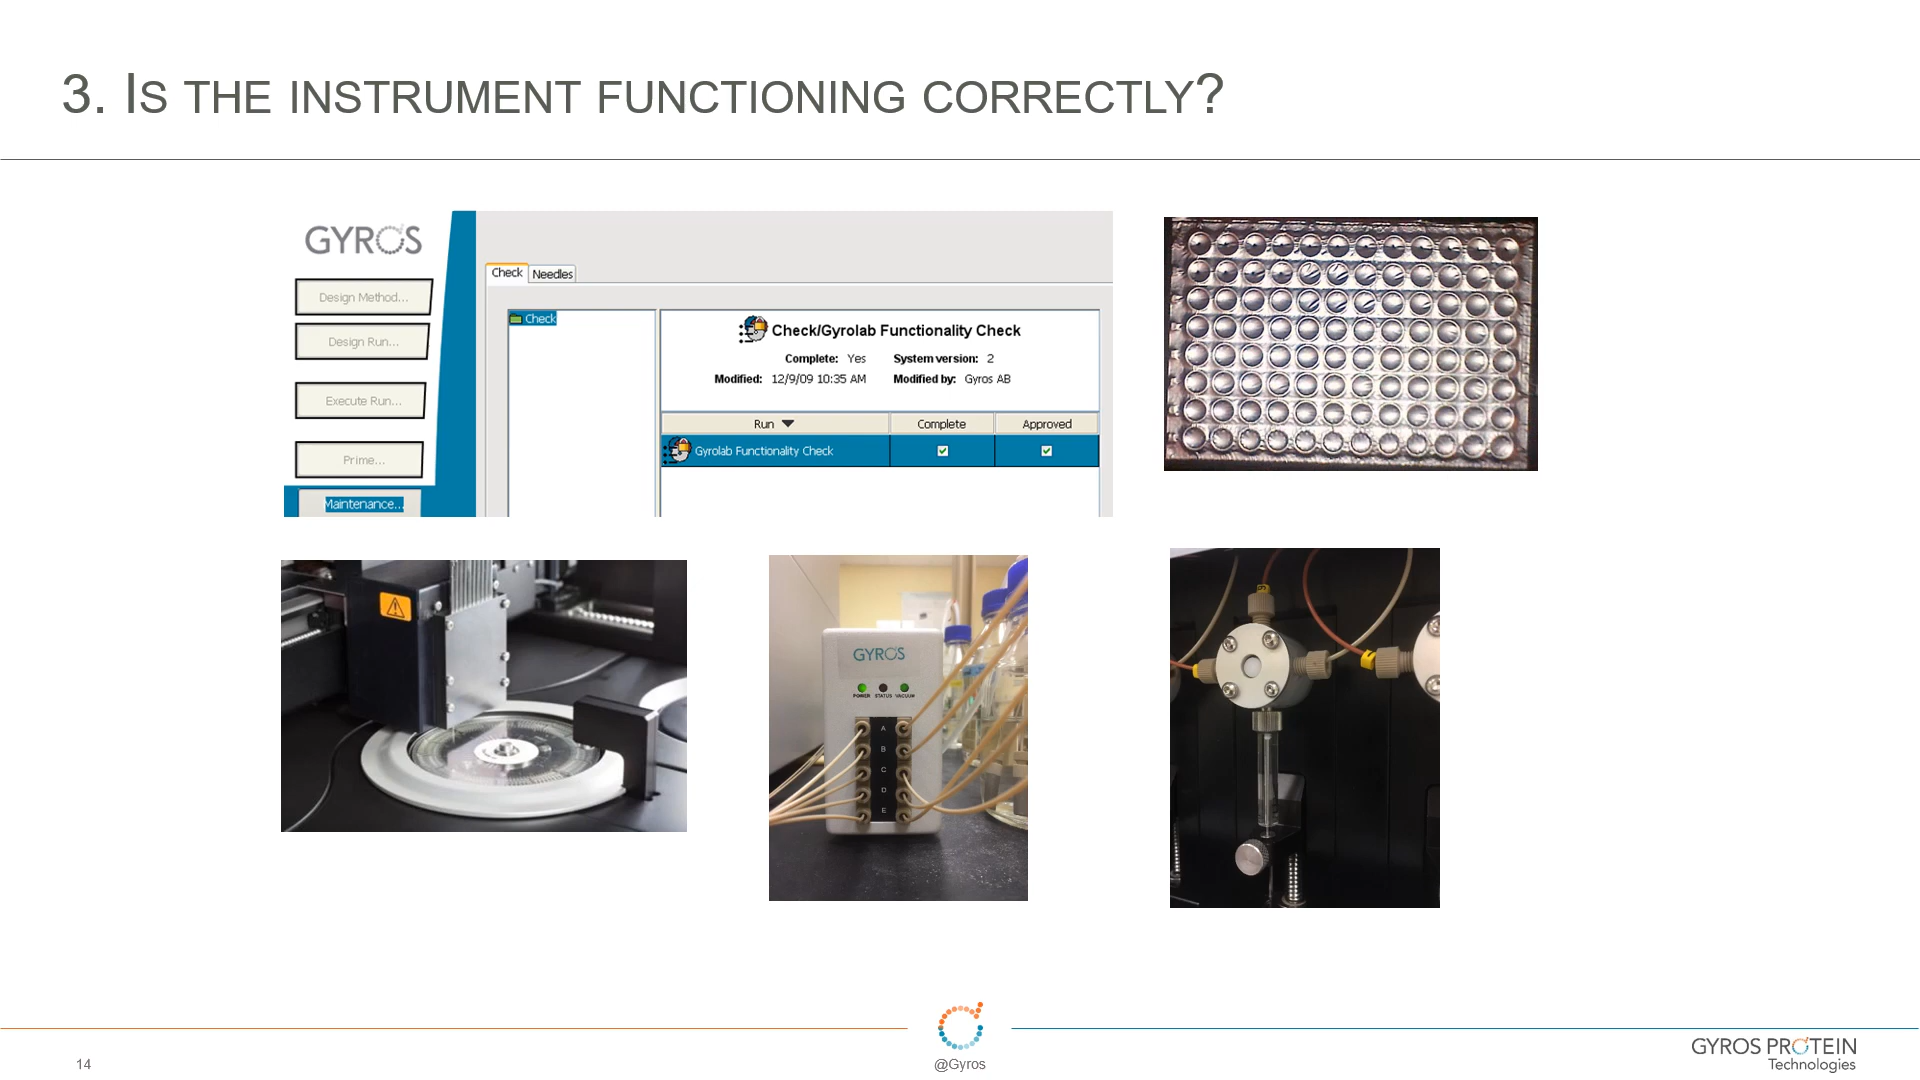 3. IS THE INSTRUMENT FUNCTIONING CORRECTLY?
GYROS
Design Method...
Design Run...
Execute Run...
Prime...
Maintenance...
Check Needles
Check
Check/Gyrolab Functionality Check
Complete: Yes System version: 2
Modified: 12/9/09 10:35 AM Modified by: Gyros AB
Run Complete Approved
Gyrolab Functionality Check
GYROS
POWER STATUS VACUUM
A
B
C
D
E
14
@Gyros
GYROS PROTEIN
Technologies